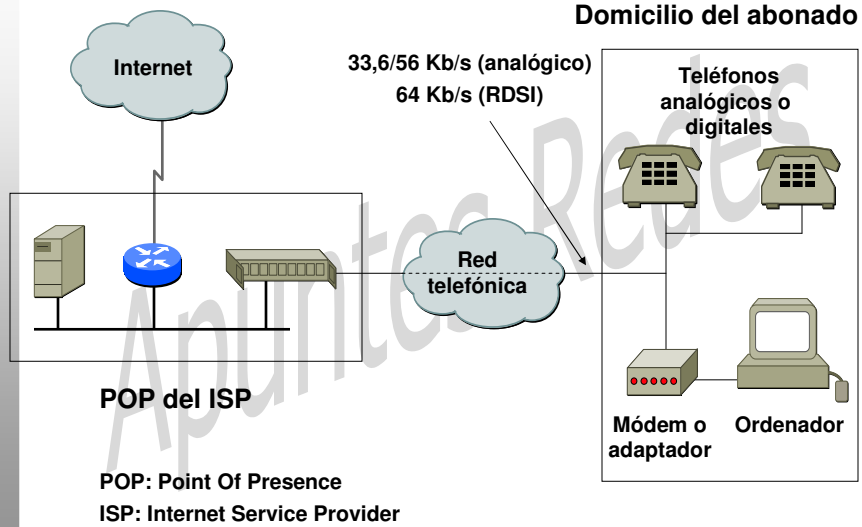 Domicilio del abonado
Internet
33,6/56 Kb/s (analógico)
64 Kb/s (RDSI)
Teléfonos
analógicos o
digitales
Red
telefónica
POP del ISP
Módem o
adaptador
Ordenador
POP: Point Of Presence
ISP: Internet Service Provider
Apuntes Redes